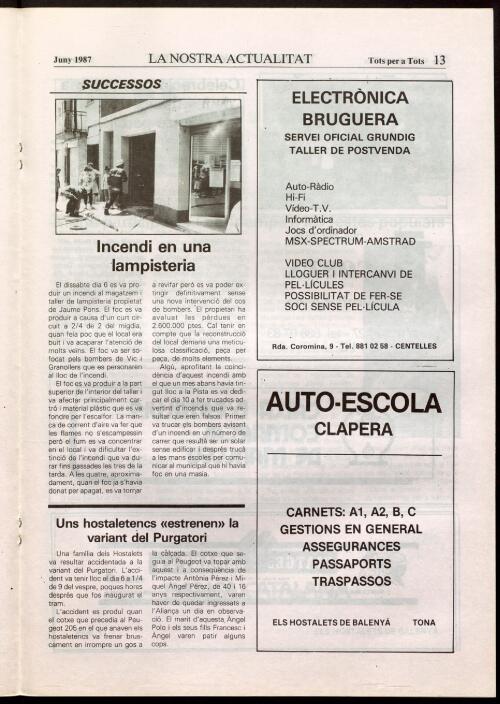 Juny 1987
LA NOSTRA ACTUALITAT
Tots per a Tots 13
SUCCESSOS
Incendi en una
lampisteria
El dissabte dia 6 es va pro-
duir un incendi al magatzem i
taller de lampisteria propietat
de Jaume Pons. El foc es va
produir a causa d'un curt cir-
cuit a 2/4 de 2 del migdia,
quan feia poc que el local era
buit i va acaparar l'atenció de
molts veïns. El foc va ser so-
focat pels bombers de Vic i
Granollers que es personaren
al lloc de l'incendi.
El foc es va produir a la part
superior de l'interior del taller i
va afectar principalment car-
tró i material plàstic que es va
fondre per l'escalfor. La man-
ca de corrent d'aire va fer que
les flames no s'escampessin
però el fum es va concentrar
en el local i va dificultar l'ex-
tinció de l'incendi que va du-
rar fins passades les tres de la
tarda. A les quatre, aproxima-
dament, quan el foc ja s'havia
donat per apagat, es va tornar
a revifar però es va poder ex-
tingir definitivament sense
una nova intervenció del cos
de bombers. El propietari ha
avaluat les pèrdues en
2.600.000 ptes. Cal tenir en
compte que la reconstrucció
del local demaria una meticu-
losa classificació, peça per
peça, de molts elements.
Algú, aprofitant la coinci-
dència d'aquest incendi amb
el que un mes abans havia tin-
gut lloc a la Pista es va dedi-
car el dia 10 a fer trucades ad-
vertint d'incendis que va re-
sultar que eren falsos. Primer
va trucar els bombers avisant
d'un incendi en un número de
carrer que resultà ser un solar
sense edificar i després trucà
a les mans escoles per comu-
nicar al municipal que hi havia
foc en una masia.
Uns hostaletencs «estrenen» la
variant del Purgatori
Una família dels Hostalets
va resultar accidentada a la
variant del Purgatori. L'acci-
dent va tenir lloc el dia 6 a 1/4
de 9 del vespre, poques hores
després que fos inaugurat el
tram.
L'accident es produí quan
el cotxe que precedia al Peu-
geot 205 en el que anaven els
hostaletencs va frenar brus-
cament en irrompre un gos a
la calçada. El cotxe que se-
guia al Peugeot va topar amb
aquest i a conseqüència de
l'impacte Antònia Pérez i Mi-
quel Àngel Pérez, de 40 i 16
anys respectivament, varen
haver de quedar ingressats a
l'Aliança un dia en observa-
ció. El marit d'aquesta, Àngel
Polo i els seus fills Francesc i
Àngel varen patir alguns
cops.
ELECTRÒNICA
BRUGUERA
SERVEI OFICIAL GRUNDIG
TALLER DE POSTVENDA
Auto-Ràdio
Hi-Fi
Vídeo-T.V.
Informàtica
Jocs d'ordinador
MSX-SPECTRUM-AMSTRAD
VIDEO CLUB
LLOGUER I INTERCANVI DE
PEL·LÍCULES
POSSIBILITAT DE FER-SE
SOCI SENSE PEL·LÍCULA
Rda. Coromina, 9 - Tel. 881 02 58 - CENTELLES
AUTO-ESCOLA
CLAPERA
CARNETS: A1, A2, B, C
GESTIONS EN GENERAL
ASSEGURANCES
PASSAPORTS
TRASPASSOS
ELS HOSTALETS DE BALENYÀ TONA